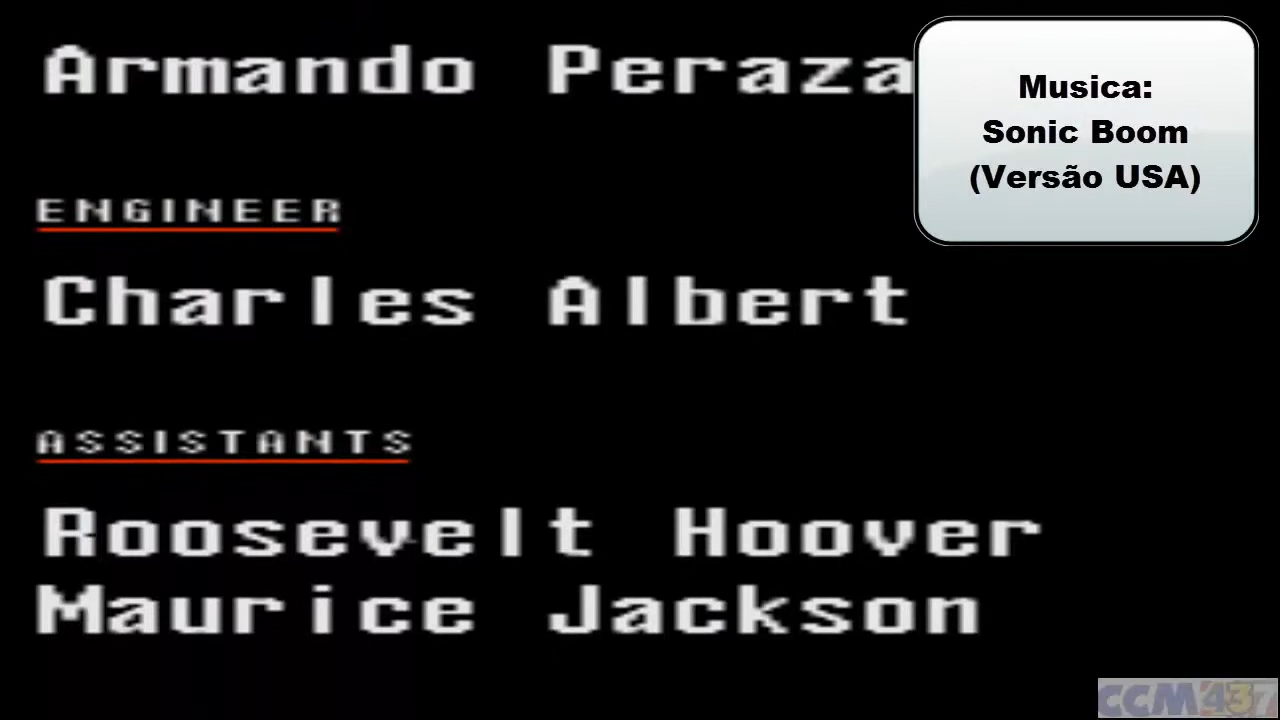 Armando Peraza
Musica:
Sonic Boom
(Versão USA)
ENGINEER
Charles Albert
ASSISTANTS
Roosevelt Hoover
Maurice Jackson
CCM437